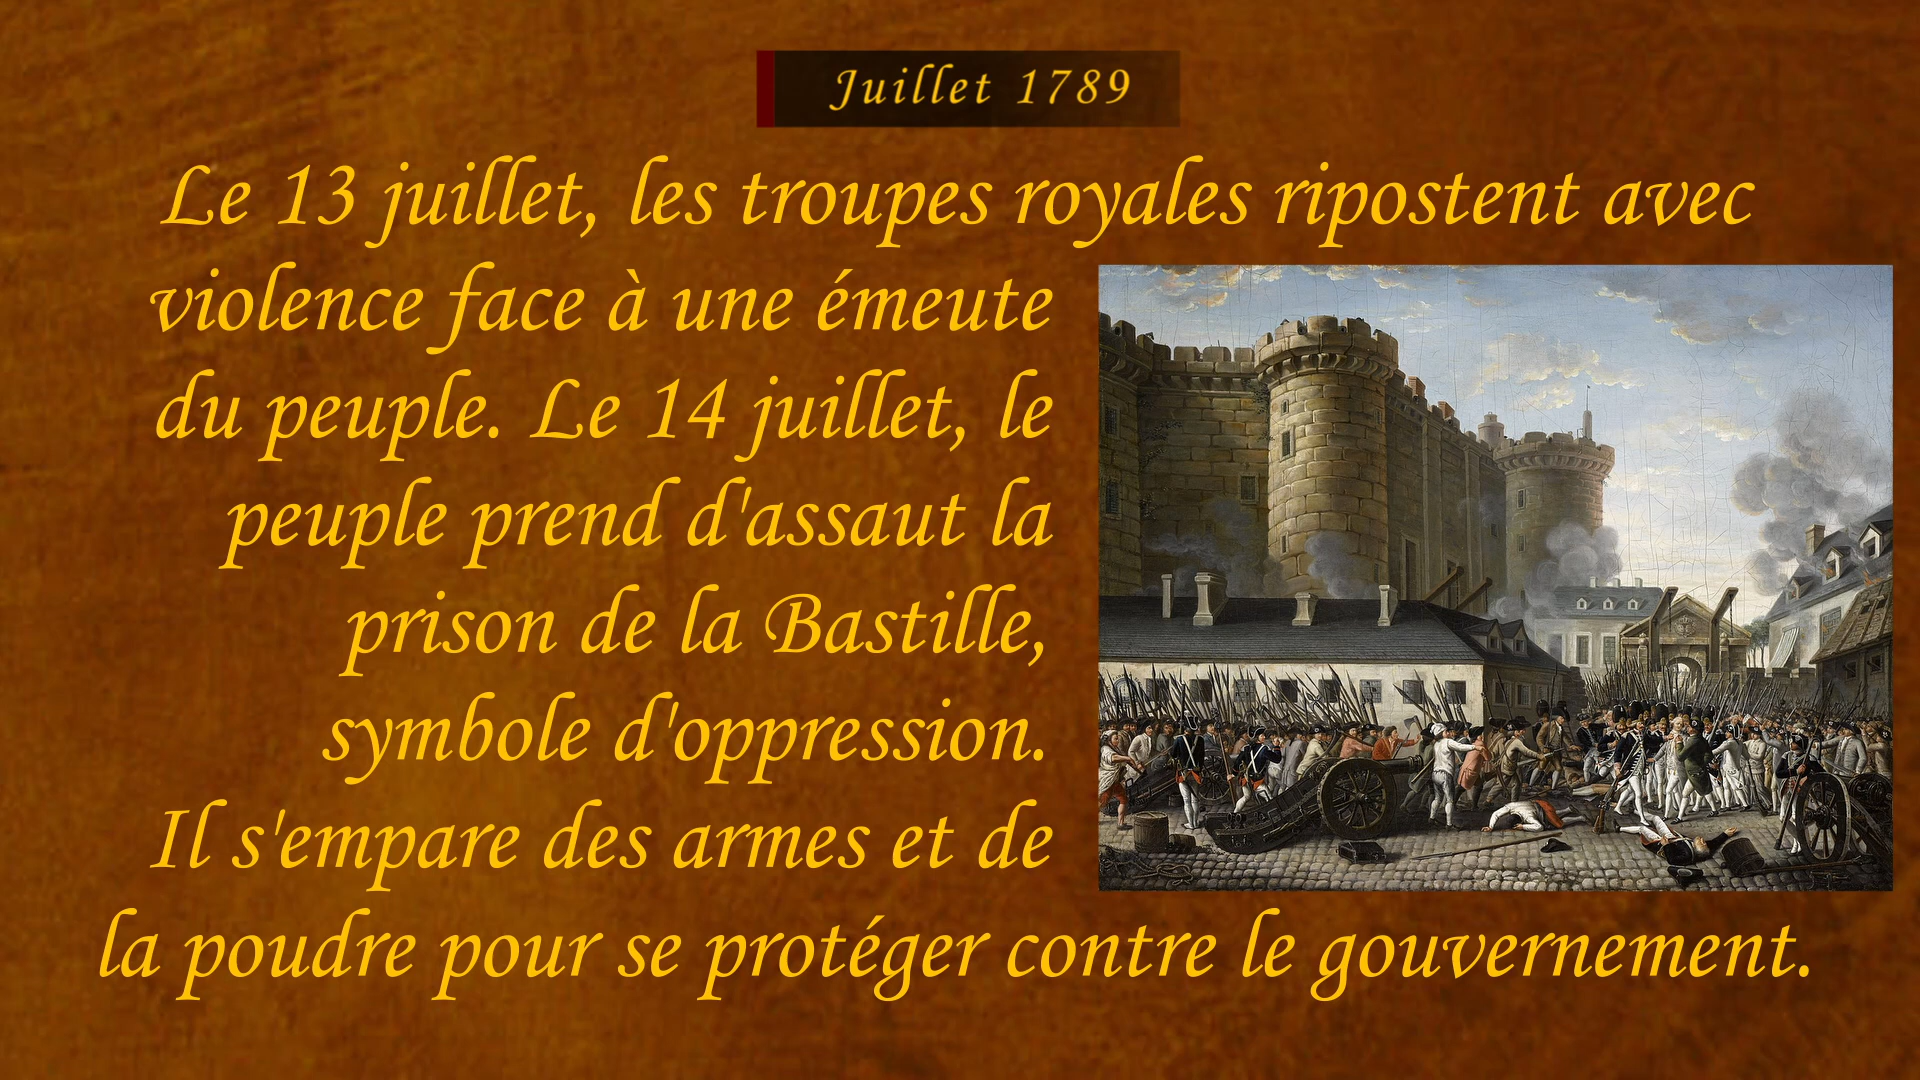 Juillet 1789
Le 13 juillet, les troupes royales ripostent avec
violence face à une émeute
du peuple. Le 14 juillet, le
peuple prend d'assaut la
prison de la Bastille,
symbole d'oppression.
Il s'empare des armes et de
la poudre pour se protéger contre le gouvernement.